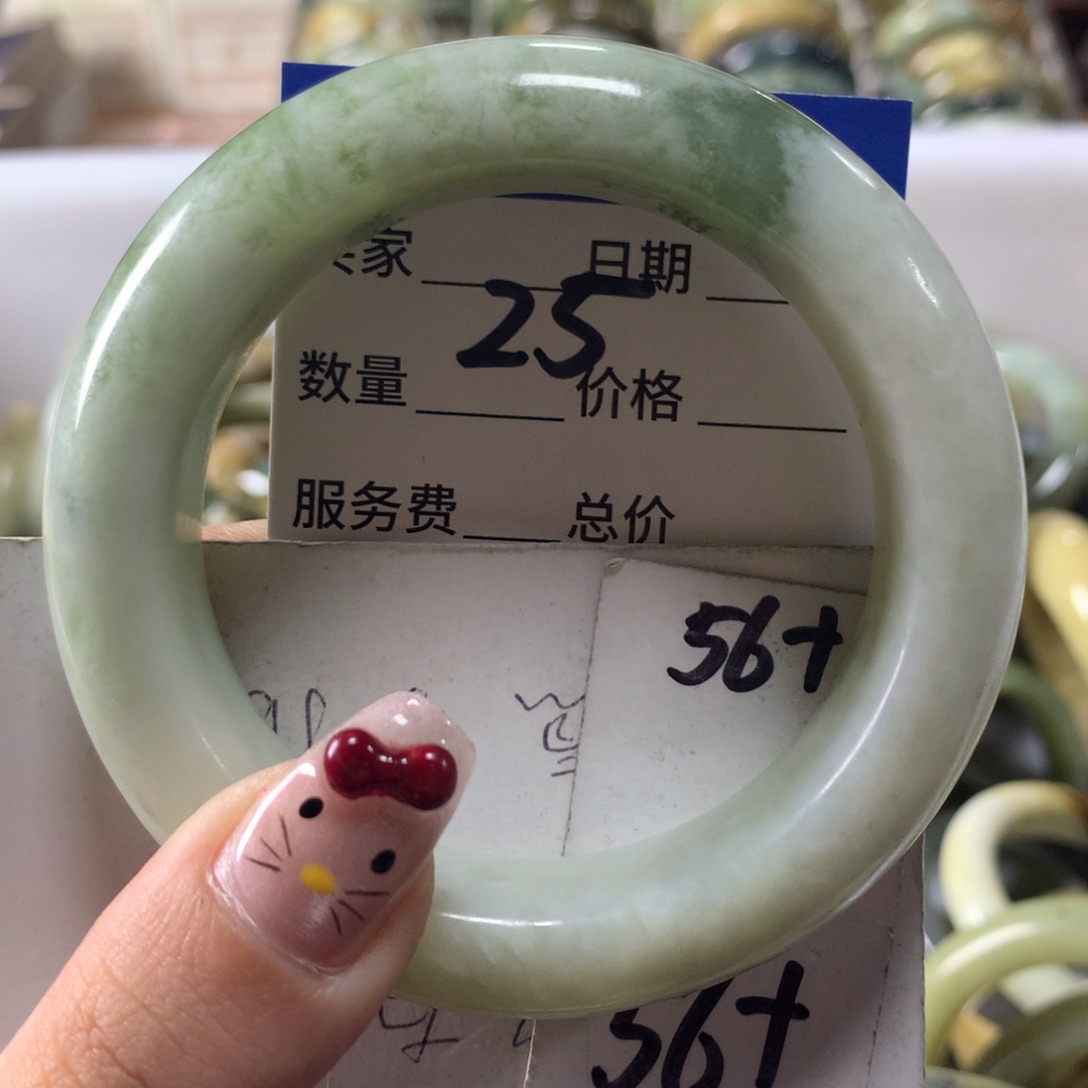 家 日期
25
数量 价格
服务费 总价
56+
56+